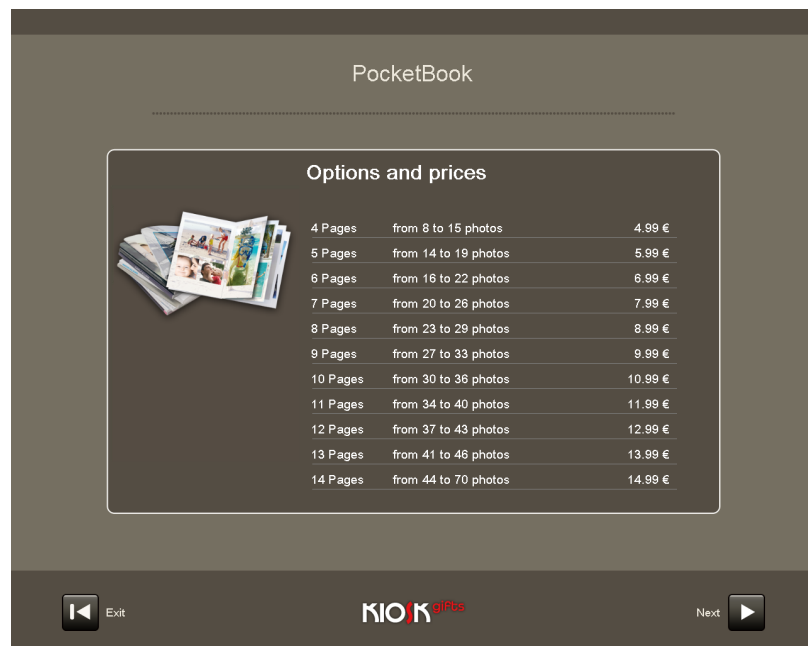 PocketBook
Options and prices
4 Pages from 8 to 15 photos 4.99 €
5 Pages from 14 to 19 photos 5.99 €
6 Pages from 16 to 22 photos 6.99 €
7 Pages from 20 to 26 photos 7.99 €
8 Pages from 23 to 29 photos 8.99 €
9 Pages from 27 to 33 photos 9.99 €
10 Pages from 30 to 36 photos 10.99 €
11 Pages from 34 to 40 photos 11.99 €
12 Pages from 37 to 43 photos 12.99 €
13 Pages from 41 to 46 photos 13.99 €
14 Pages from 44 to 70 photos 14.99 €
Exit KIOSK gifts Next